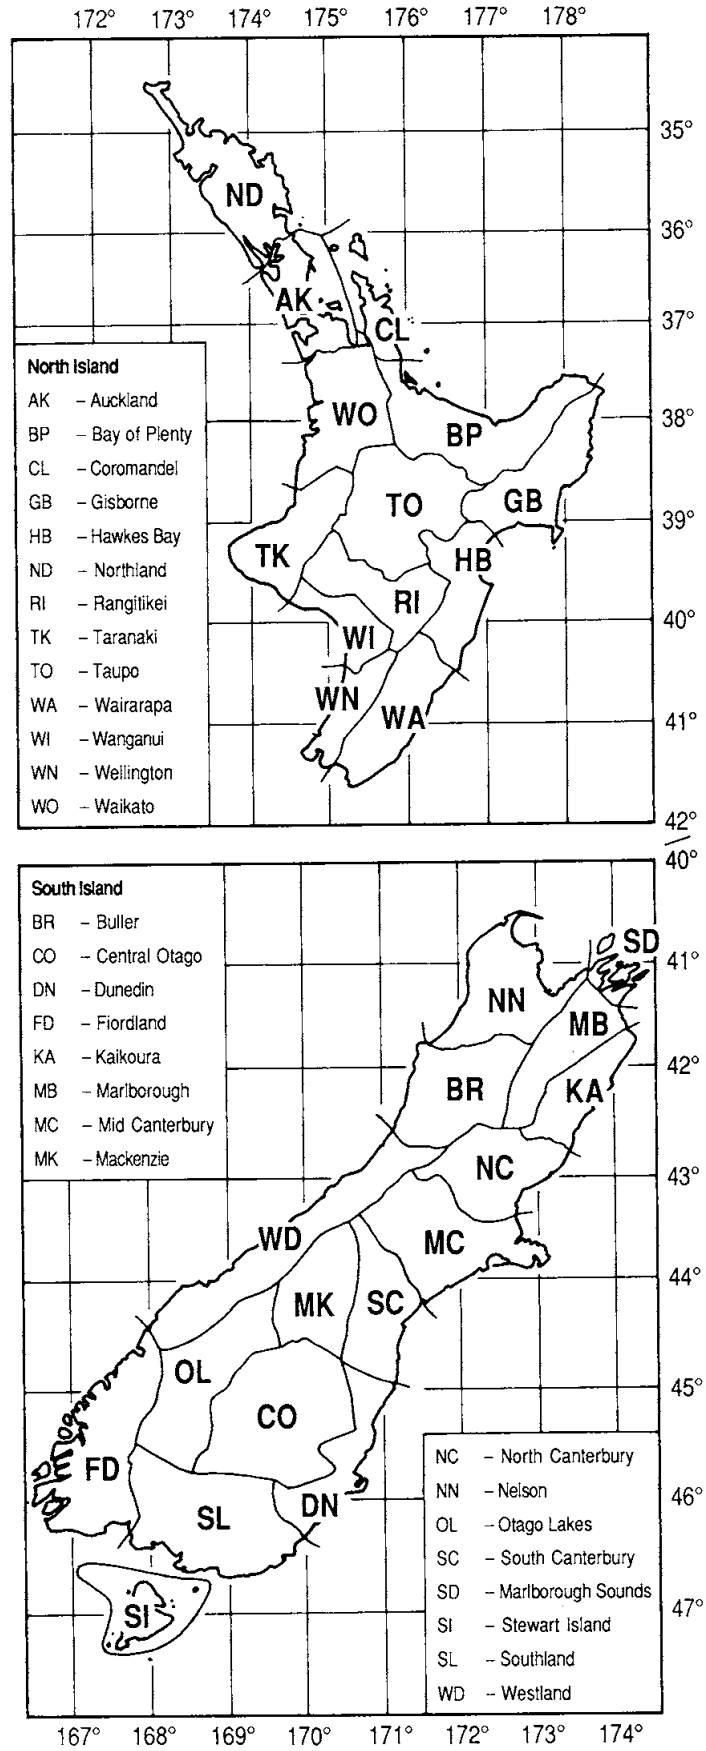 172° 173° 174° 175° 176° 177° 178°
35°
ND
36°
AK
CL
37°
North Island
AK – Auckland
BP – Bay of Plenty
CL – Coromandel
GB – Gisborne
HB – Hawkes Bay
ND – Northland
RI – Rangitikei
TK – Taranaki
TO – Taupo
WA – Wairarapa
WI – Wanganui
WN – Wellington
WO – Waikato
WO
BP
38°
TO
GB
39°
TK
HB
RI
40°
WI
WN
WA
41°
42°
40°
South Island
BR – Buller
CO – Central Otago
DN – Dunedin
FD – Fiordland
KA – Kaikoura
MB – Marlborough
MC – Mid Canterbury
MK – Mackenzie
SD
41°
NN
MB
42°
BR
KA
NC
43°
WD
MC
44°
MK
SC
OL
45°
CO
FD
SL
DN
46°
SI
47°
NC – North Canterbury
NN – Nelson
OL – Otago Lakes
SC – South Canterbury
SD – Marlborough Sounds
SI – Stewart Island
SL – Southland
WD – Westland
167° 168° 169° 170° 171° 172° 173° 174°